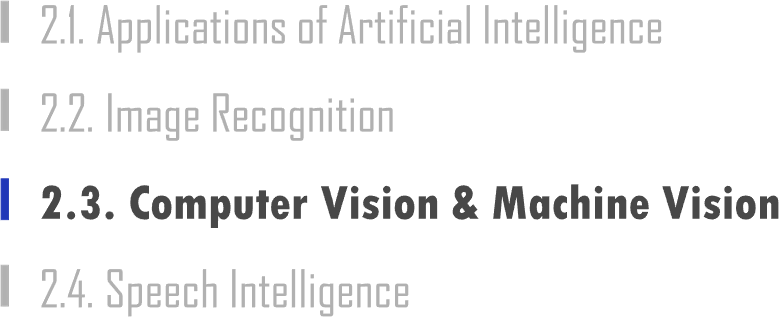 2.1. Applications of Artificial Intelligence
2.2. Image Recognition
2.3. Computer Vision & Machine Vision
2.4. Speech Intelligence